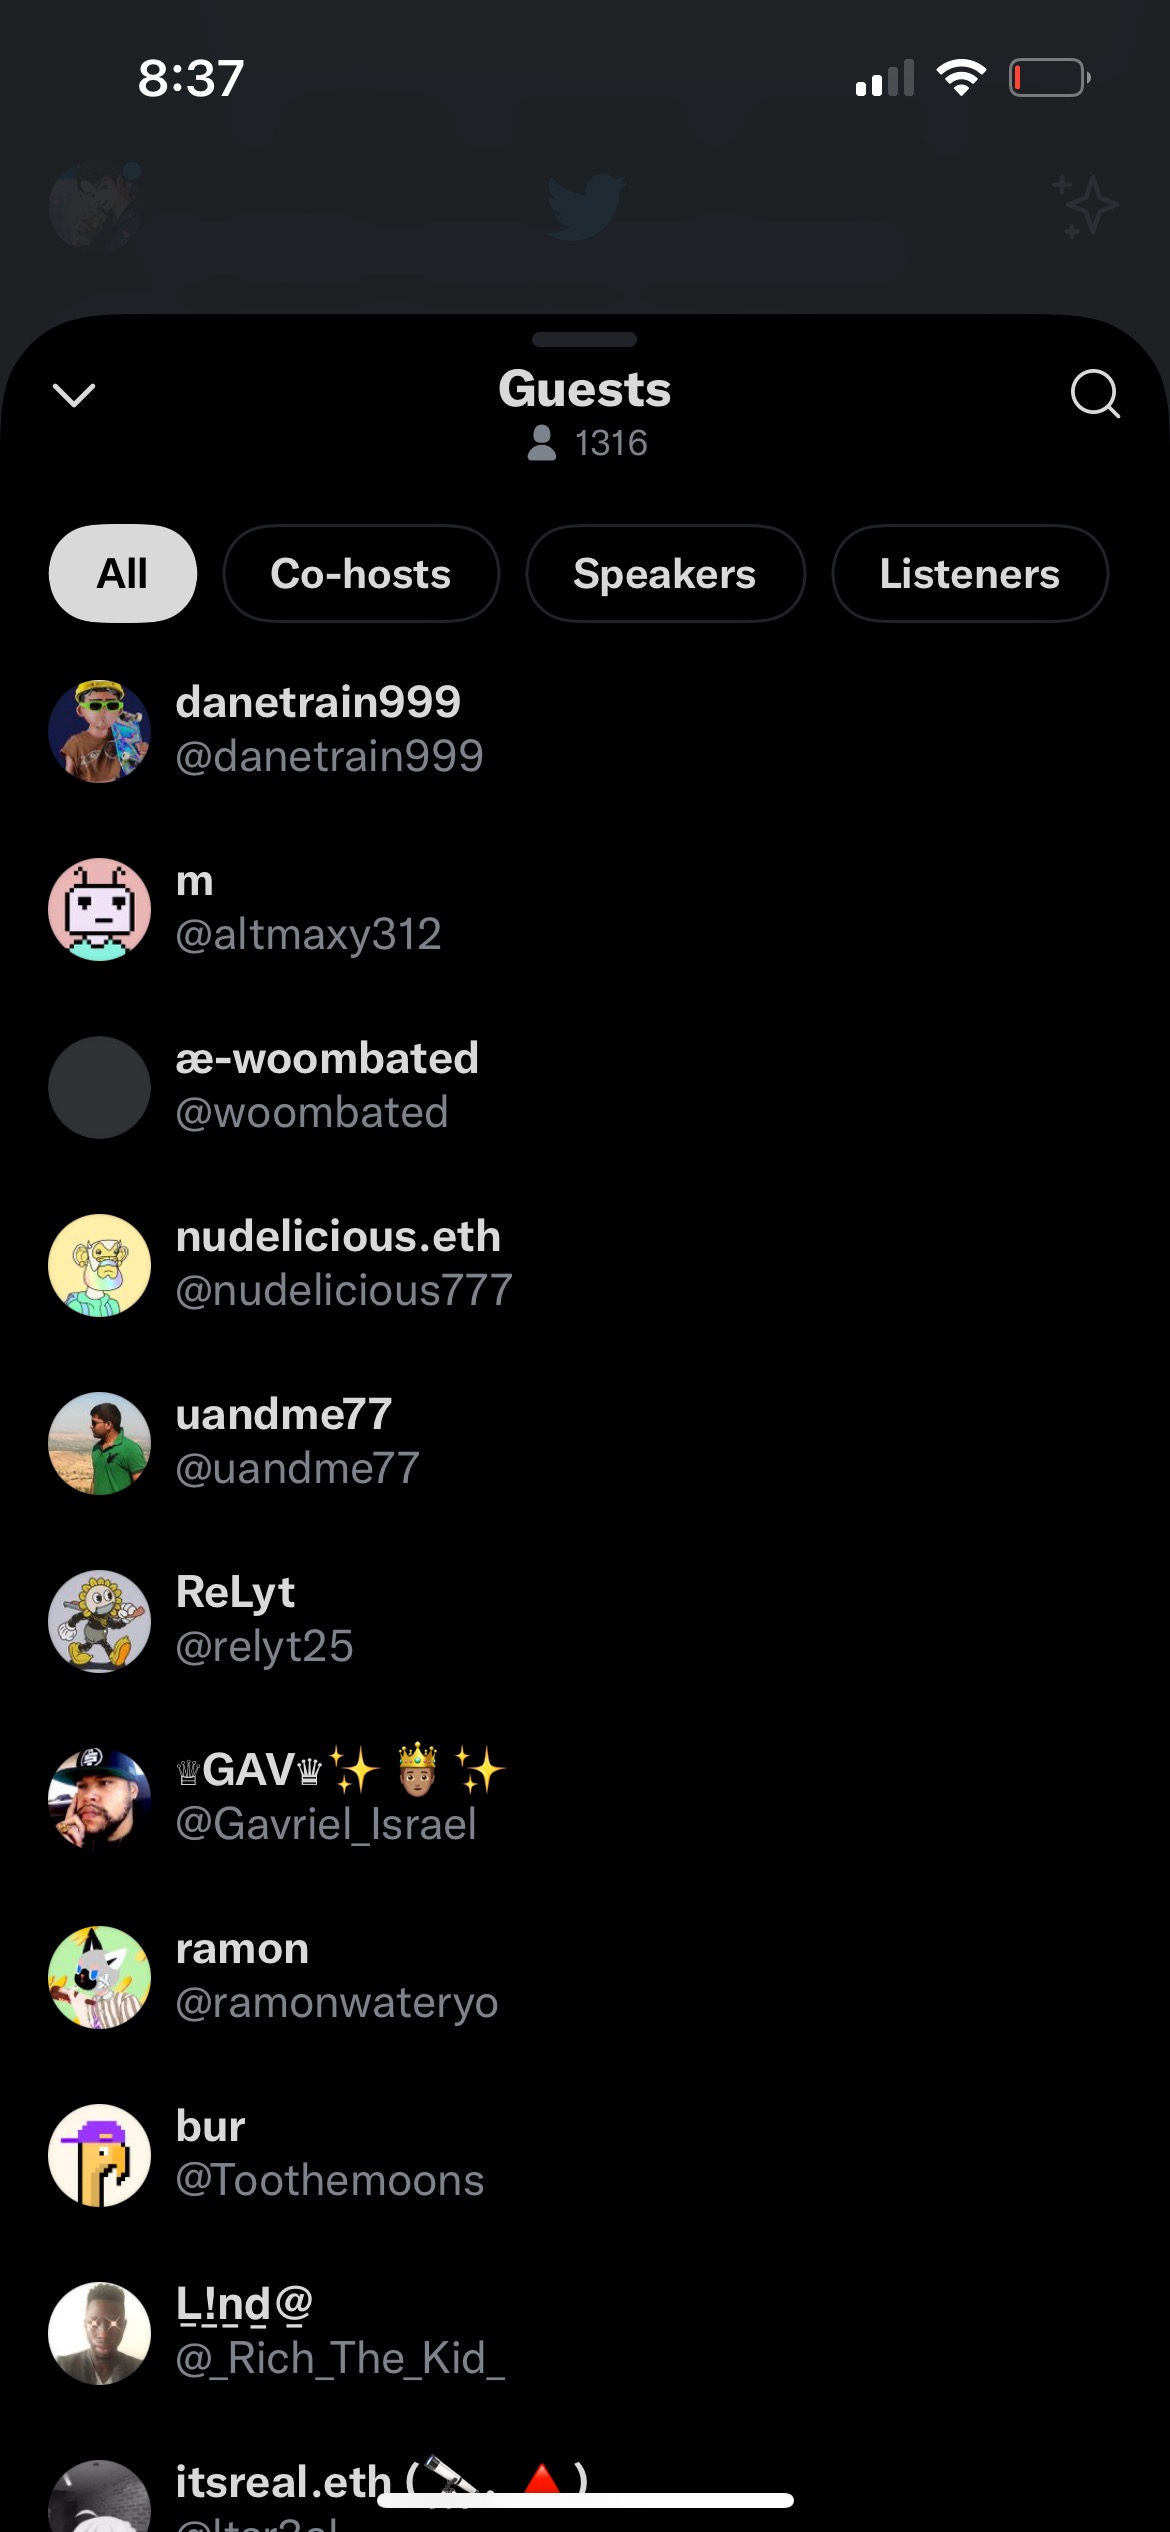 8:37
Guests
1316
All Co-hosts Speakers Listeners
danetrain999
@danetrain999
m
@altmaxy312
æ-woombated
@woombated
nudelicious.eth
@nudelicious777
uandme77
@uandme77
ReLyt
@relyt25
♕GAV♛✨🤴🏽✨
@Gavriel_Israel
ramon
@ramonwateryo
bur
@Toothemoons
L̲!̲n̲d̲@̲
@_Rich_The_Kid_
itsreal.eth (🔭, 🔺)